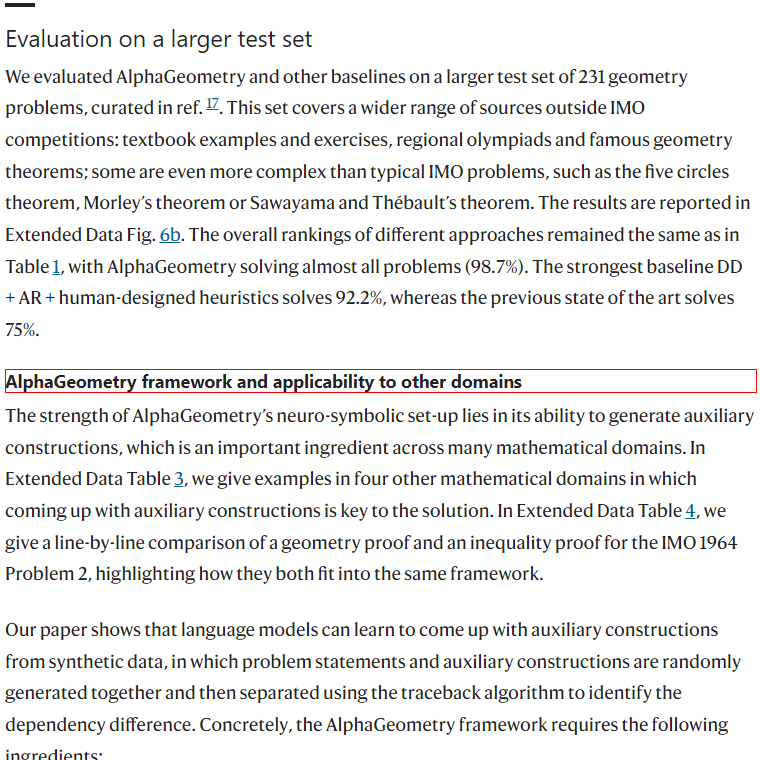 Evaluation on a larger test set
We evaluated AlphaGeometry and other baselines on a larger test set of 231 geometry
problems, curated in ref. 17. This set covers a wider range of sources outside IMO
competitions: textbook examples and exercises, regional olympiads and famous geometry
theorems; some are even more complex than typical IMO problems, such as the five circles
theorem, Morley’s theorem or Sawayama and Thébault’s theorem. The results are reported in
Extended Data Fig. 6b. The overall rankings of different approaches remained the same as in
Table 1, with AlphaGeometry solving almost all problems (98.7%). The strongest baseline DD
+ AR + human-designed heuristics solves 92.2%, whereas the previous state of the art solves
75%.
AlphaGeometry framework and applicability to other domains
The strength of AlphaGeometry’s neuro-symbolic set-up lies in its ability to generate auxiliary
constructions, which is an important ingredient across many mathematical domains. In
Extended Data Table 3, we give examples in four other mathematical domains in which
coming up with auxiliary constructions is key to the solution. In Extended Data Table 4, we
give a line-by-line comparison of a geometry proof and an inequality proof for the IMO 1964
Problem 2, highlighting how they both fit into the same framework.
Our paper shows that language models can learn to come up with auxiliary constructions
from synthetic data, in which problem statements and auxiliary constructions are randomly
generated together and then separated using the traceback algorithm to identify the
dependency difference. Concretely, the AlphaGeometry framework requires the following
ingredients: